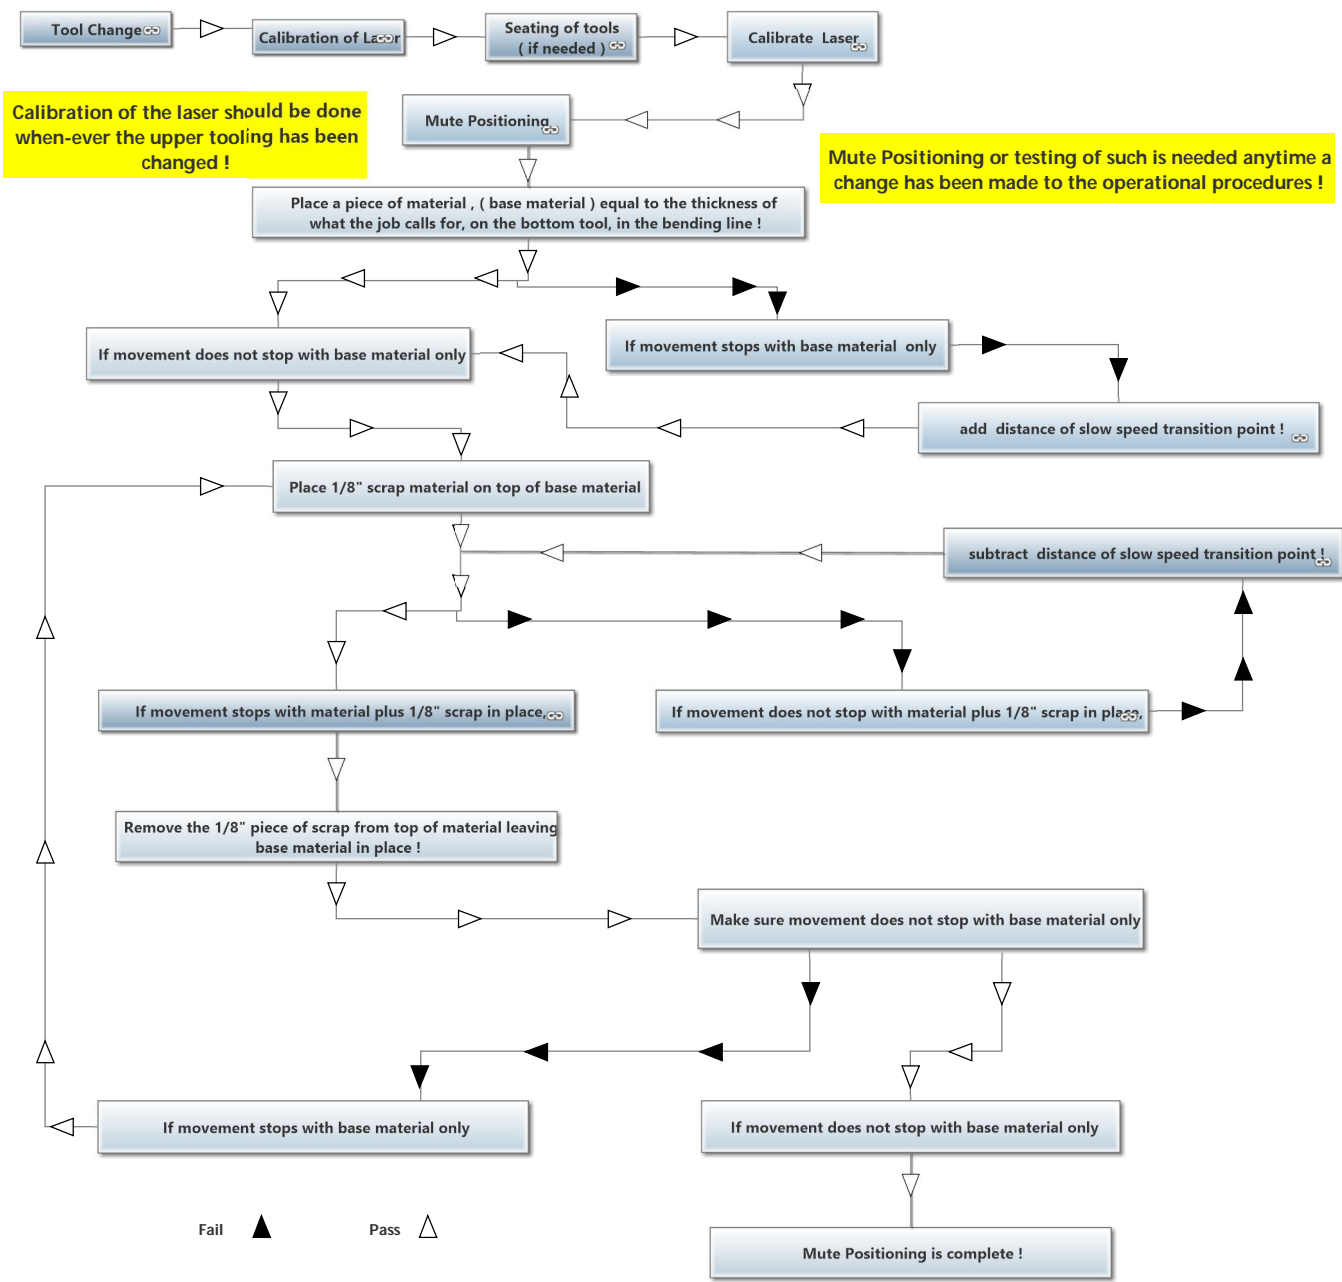 Tool Change
Calibration of Laser
Seating of tools
( if needed )
Calibrate Laser
Calibration of the laser should be done
when-ever the upper tooling has been
changed !
Mute Positioning
Mute Positioning or testing of such is needed anytime a
change has been made to the operational procedures !
Place a piece of material , ( base material ) equal to the thickness of
what the job calls for, on the bottom tool, in the bending line !
If movement does not stop with base material only
If movement stops with base material only
add distance of slow speed transition point !
Place 1/8" scrap material on top of base material
subtract distance of slow speed transition point !
If movement stops with material plus 1/8" scrap in place,
If movement does not stop with material plus 1/8" scrap in place,
Remove the 1/8" piece of scrap from top of material leaving
base material in place !
Make sure movement does not stop with base material only
If movement stops with base material only
If movement does not stop with base material only
Fail
Pass
Mute Positioning is complete !